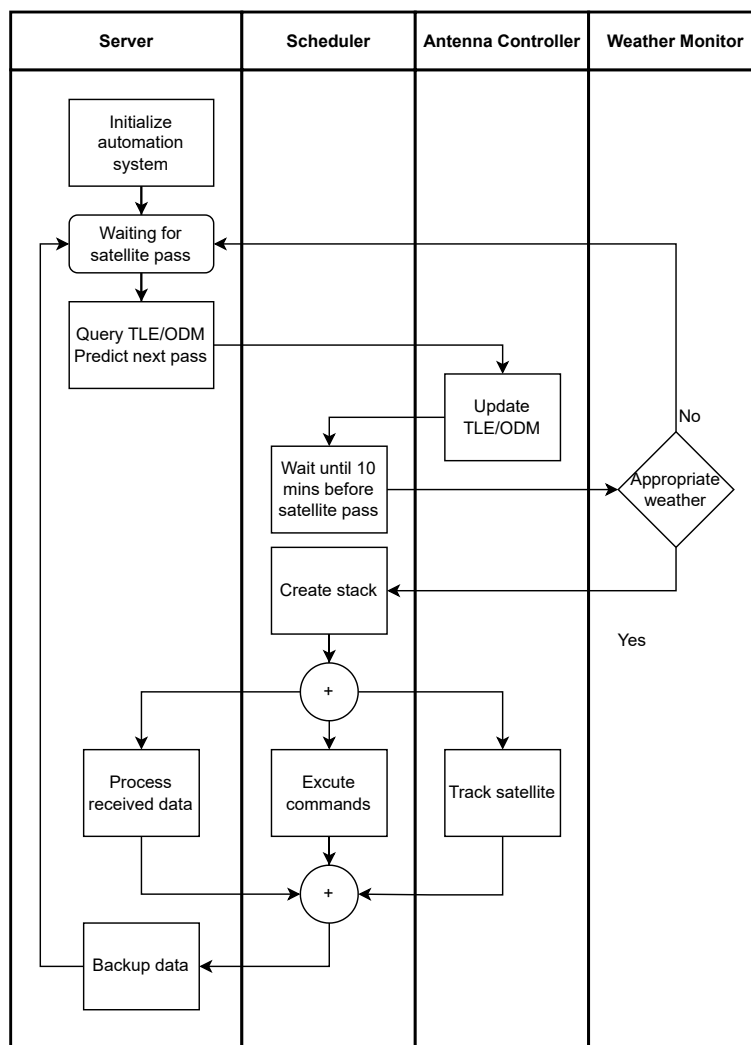 Server
Scheduler
Antenna Controller
Weather Monitor
Initialize
automation
system
Waiting for
satellite pass
Query TLE/ODM
Predict next pass
Update
TLE/ODM
No
Wait until 10
mins before
satellite pass
Appropriate
weather
Create stack
Yes
+
Process
received data
Excute
commands
Track satellite
+
Backup data